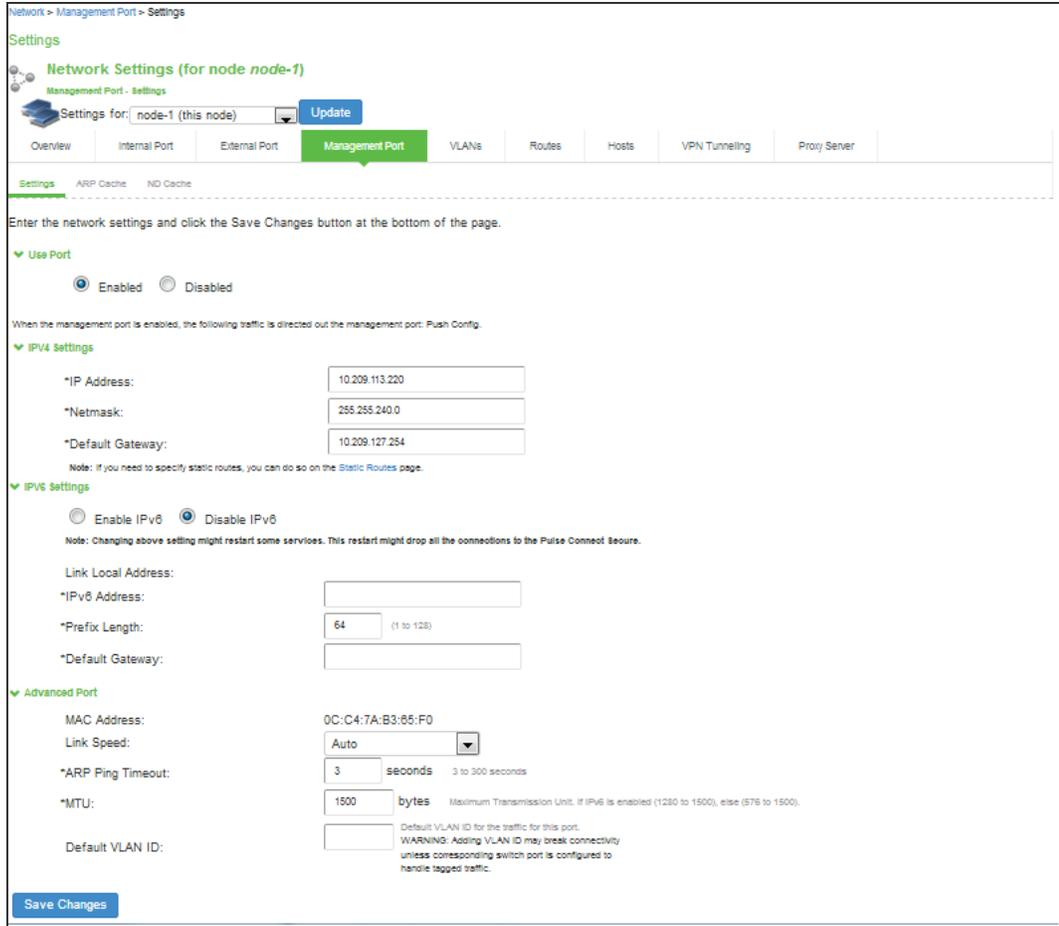 Network > Management Port > Settings
Settings
Network Settings (for node node-1)
Management Port - Settings
Settings for: node-1 (this node) Update
Overview Internal Port External Port Management Port VLANs Routes Hosts VPN Tunneling Proxy Server
Settings ARP Cache ND Cache
Enter the network settings and click the Save Changes button at the bottom of the page.
Use Port
Enabled Disabled
When the management port is enabled, the following traffic is directed out the management port: Push Config.
IPV4 Settings
*IP Address: 10.209.113.220
*Netmask: 255.255.240.0
*Default Gateway: 10.209.127.254
Note: If you need to specify static routes, you can do so on the Static Routes page.
IPV6 Settings
Enable IPv6 Disable IPv6
Note: Changing above setting might restart some services. This restart might drop all the connections to the Pulse Connect Secure.
Link Local Address:
*IPv6 Address:
*Prefix Length: 64 (1 to 128)
*Default Gateway:
Advanced Port
MAC Address: 0C:C4:7A:B3:65:F0
Link Speed: Auto
*ARP Ping Timeout: 3 seconds 3 to 300 seconds
*MTU: 1500 bytes Maximum Transmission Unit. If IPv6 is enabled (1280 to 1500), else (576 to 1500).
Default VLAN ID: Default VLAN ID for the traffic for this port.
WARNING: Adding VLAN ID may break connectivity
unless corresponding switch port is configured to
handle tagged traffic.
Save Changes